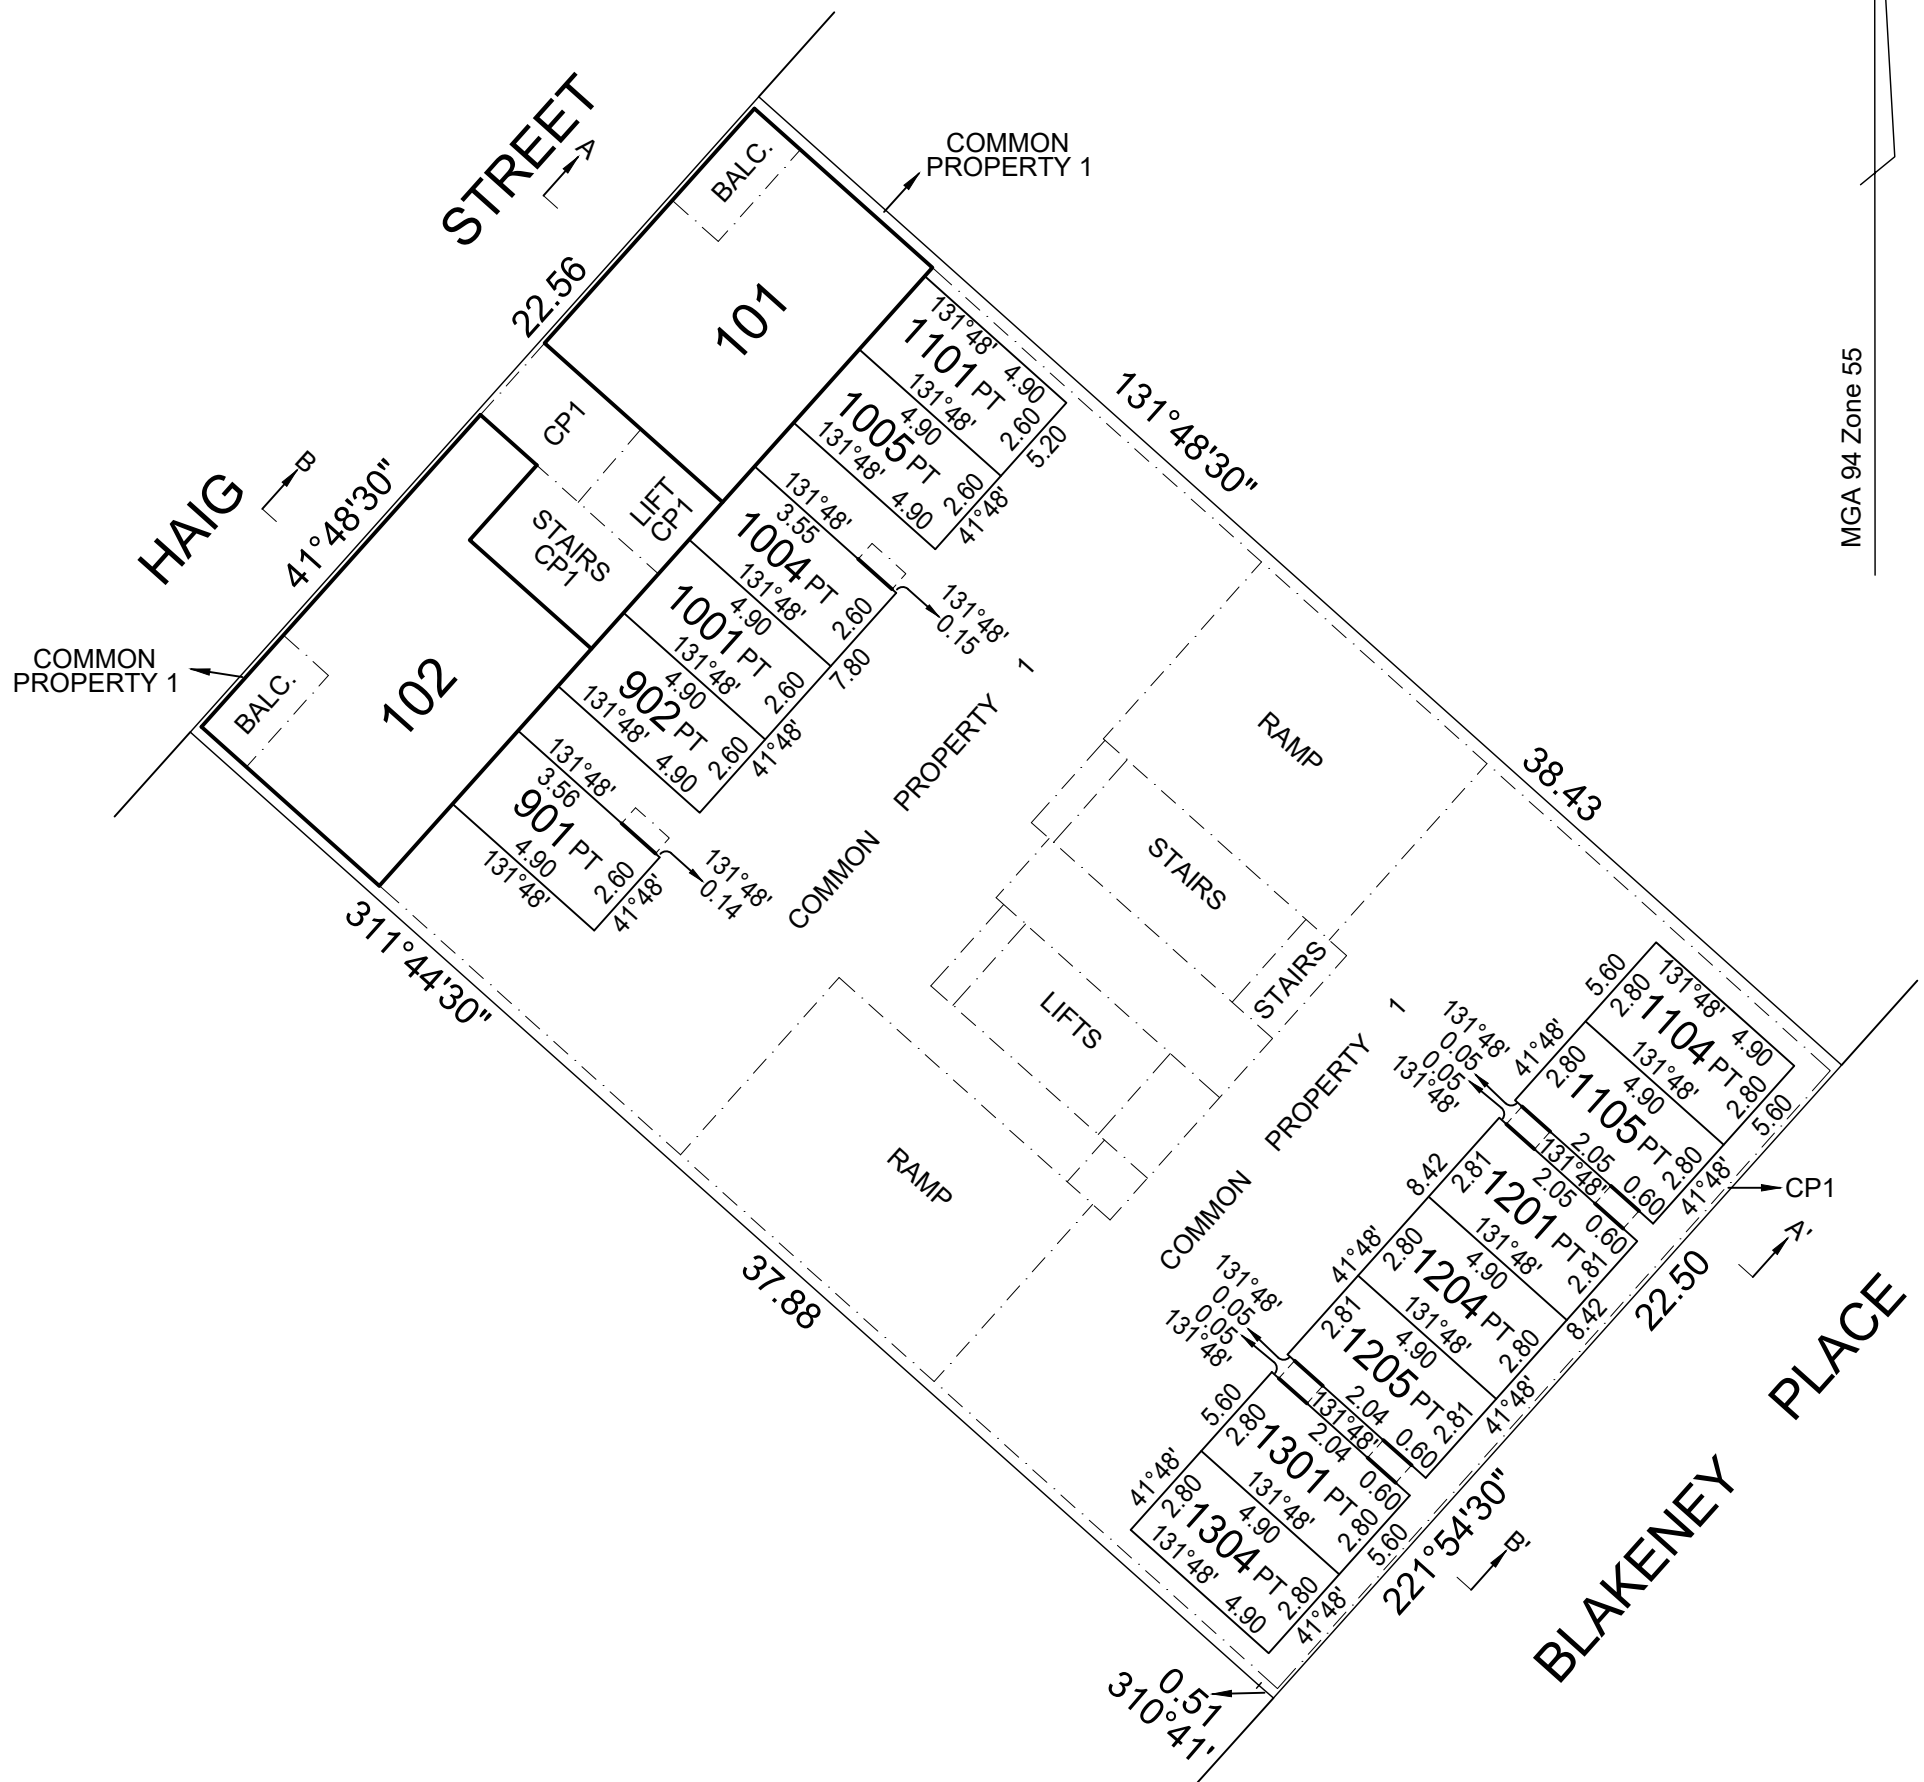 HAIG STREET
A
B
COMMON
PROPERTY 1
COMMON
PROPERTY 1
MGA 94 Zone 55
22.56
41°48'30"
131°48'30"
38.43
BALC.
101
CP1
LIFT
CP1
STAIRS
CP1
BALC.
102
131°48'
4.90
1101 PT
2.60
5.20
131°48'
4.90
1005 PT
2.60
131°48'
4.90
41°48'
131°48'
3.55
1004 PT
2.60
131°48'
0.15
131°48'
4.90
1001 PT
2.60
7.80
131°48'
4.90
902 PT
2.60
131°48'
4.90
41°48'
131°48'
3.56
901 PT
2.60
4.90
131°48'
41°48'
131°48'
0.14
COMMON PROPERTY 1
RAMP
STAIRS
STAIRS
LIFTS
RAMP
COMMON PROPERTY 1
311°44'30"
37.88
5.60
2.80
131°48'
4.90
1104 PT
2.80
5.60
41°48'
2.80
131°48'
4.90
1105 PT
2.80
41°48'
131°48'
0.05
0.05
131°48'
2.05
0.60
131°48'
2.05
0.60
8.42
2.81
1201 PT
2.81
41°48'
2.80
131°48'
4.90
1204 PT
2.80
8.42
2.81
131°48'
4.90
1205 PT
2.81
41°48'
131°48'
0.05
0.05
131°48'
2.04
0.60
131°48'
2.04
0.60
5.60
2.80
1301 PT
2.80
5.60
41°48'
2.80
131°48'
4.90
1304 PT
2.80
131°48'
4.90
41°48'
CP1
A'
B'
22.50
221°54'30"
BLAKENEY PLACE
0.51
310°41'